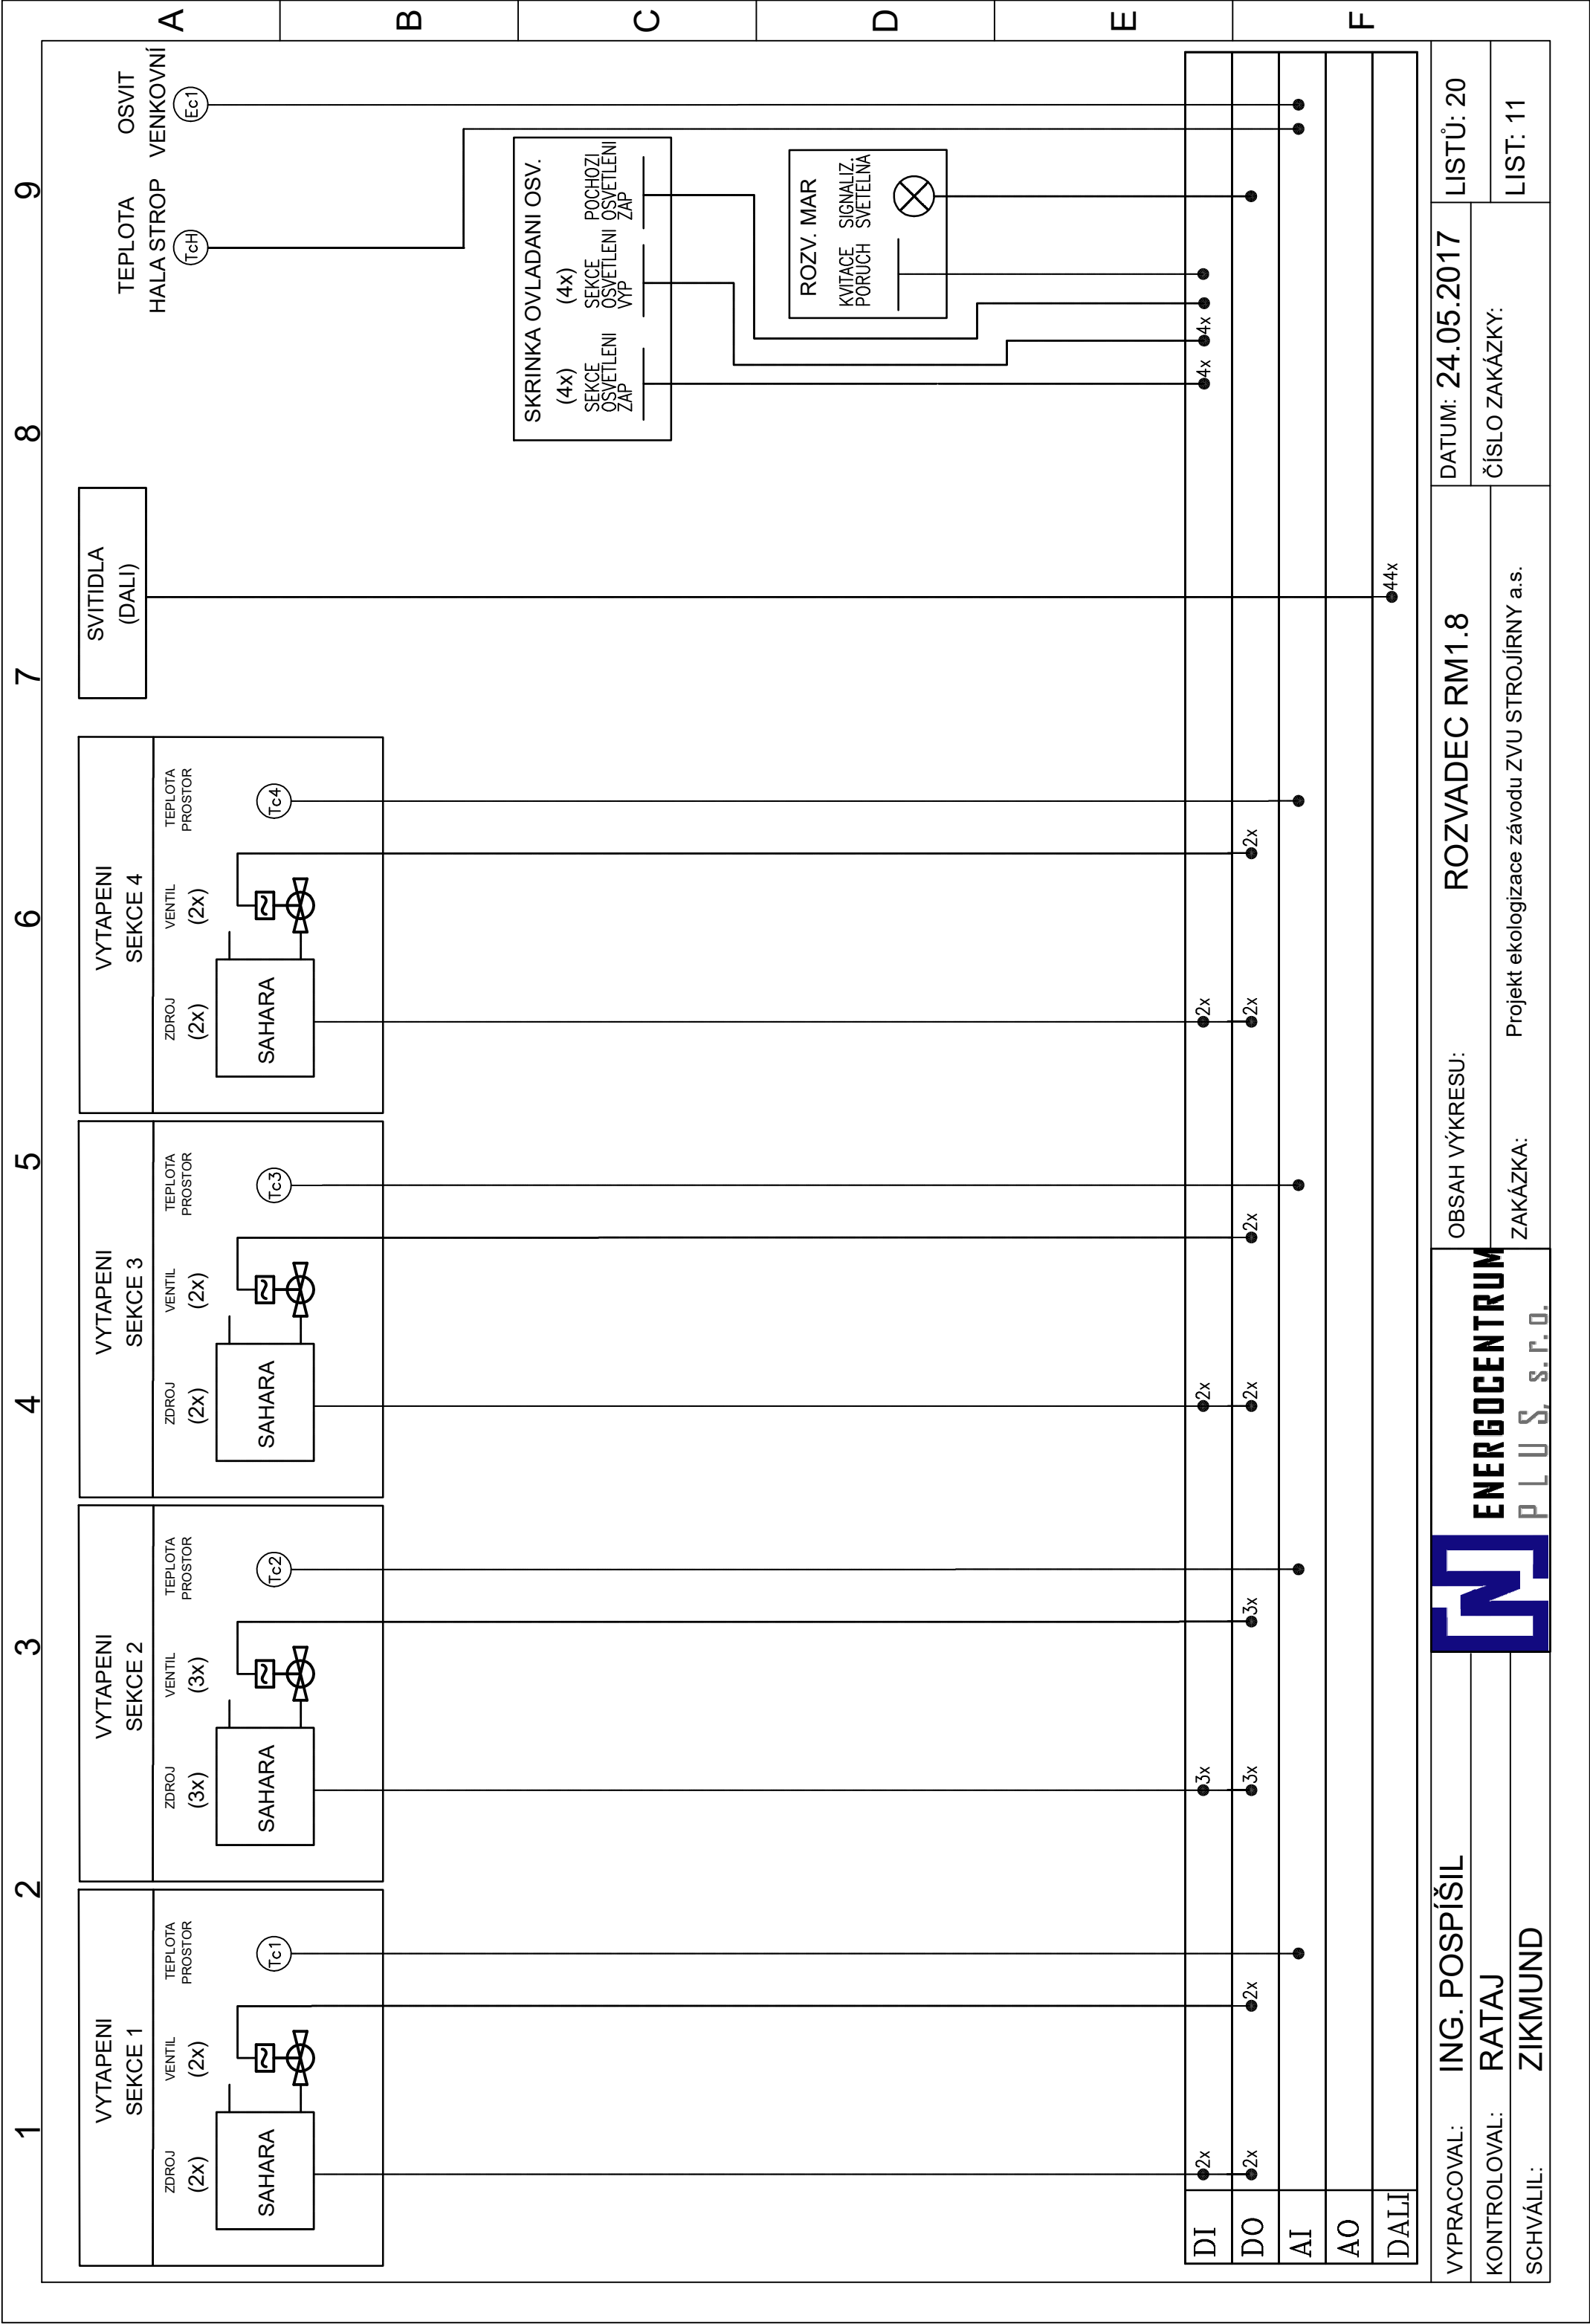 1
2
3
4
5
6
7
8
9
A
B
C
D
E
F
VYTAPENI
SEKCE 1
ZDROJ
(2x)
VENTIL
(2x)
TEPLOTA
PROSTOR
SAHARA
Tc1
VYTAPENI
SEKCE 2
ZDROJ
(3x)
VENTIL
(3x)
TEPLOTA
PROSTOR
SAHARA
Tc2
VYTAPENI
SEKCE 3
ZDROJ
(2x)
VENTIL
(2x)
TEPLOTA
PROSTOR
SAHARA
Tc3
VYTAPENI
SEKCE 4
ZDROJ
(2x)
VENTIL
(2x)
TEPLOTA
PROSTOR
SAHARA
Tc4
SVITIDLA
(DALI)
TEPLOTA
HALA STROP
TcH
OSVIT
VENKOVNÍ
Ec1
SKRINKA OVLADANI OSV.
(4x)
SEKCE
OSVETLENI
ZAP
(4x)
SEKCE
OSVETLENI
VYP
POCHOZI
OSVETLENI
ZAP
ROZV. MAR
KVITACE
PORUCH
SIGNALIZ.
SVETELNA
DI
2x
3x
2x
2x
4x
4x
DO
2x
2x
3x
3x
2x
2x
2x
2x
AI
AO
DALI
44x
VYPRACOVAL:
ING. POSPÍŠIL
KONTROLOVAL:
RATAJ
SCHVÁLIL:
ZIKMUND
ENERGOCENTRUM
PLUS, s.r.o.
OBSAH VÝKRESU:
ROZVADEC RM1.8
ZAKÁZKA:
Projekt ekologizace závodu ZVU STROJÍRNY a.s.
DATUM: 24.05.2017
ČÍSLO ZAKÁZKY:
LISTŮ: 20
LIST: 11